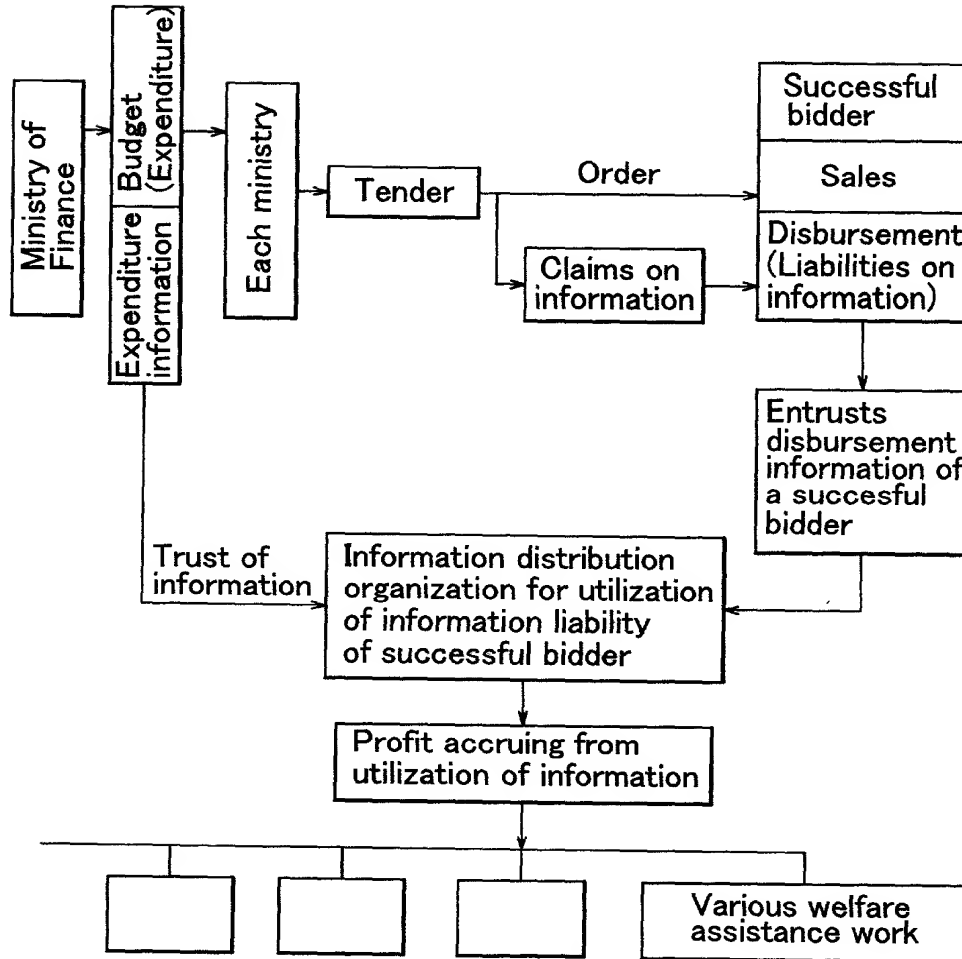 Ministry of
Finance
Budget
(Expenditure)
Expenditure
information
Each ministry
Tender
Order
Claims on
information
Successful
bidder
Sales
Disbursement
(Liabilities on
information)
Entrusts
disbursement
information of
a succesful
bidder
Trust of
information
Information distribution
organization for utilization
of information liability
of successful bidder
Profit accruing from
utilization of information
Various welfare
assistance work